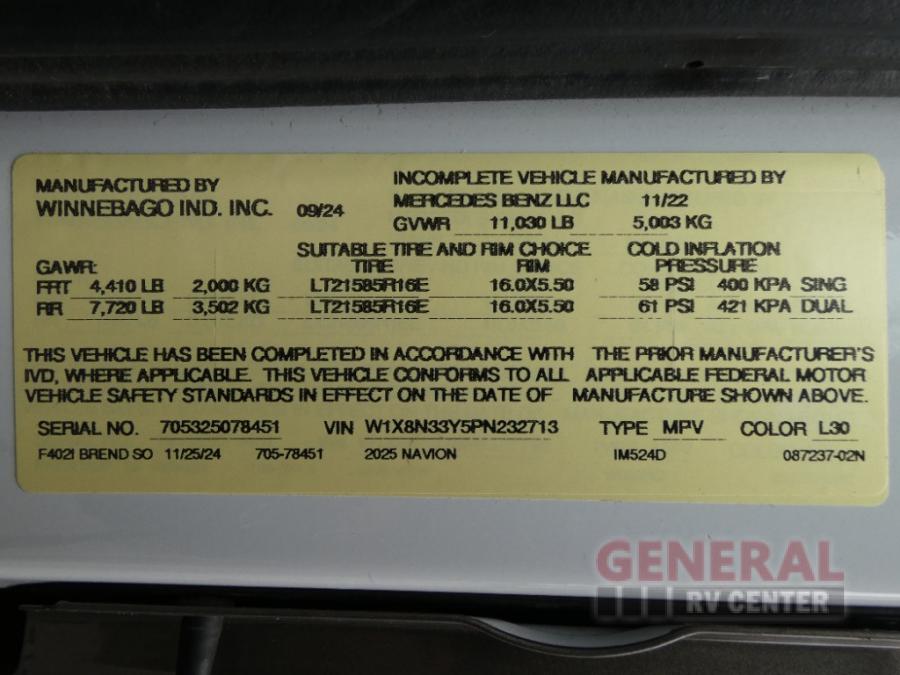 MANUFACTURED BY
WINNEBAGO IND. INC. 09/24
INCOMPLETE VEHICLE MANUFACTURED BY
MERCEDES BENZ LLC 11/22
GVWR 11,030 LB 5,003 KG
SUITABLE TIRE AND RIM CHOICE COLD INFLATION
GAWR: TIRE RIM PRESSURE
FRT 4,410 LB 2,000 KG LT21585R16E 16.0X5.50 58 PSI 400 KPA SING
RR 7,720 LB 3,502 KG LT21585R16E 16.0X5.50 61 PSI 421 KPA DUAL
THIS VEHICLE HAS BEEN COMPLETED IN ACCORDANCE WITH THE PRIOR MANUFACTURER'S
IVD, WHERE APPLICABLE. THIS VEHICLE CONFORMS TO ALL APPLICABLE FEDERAL MOTOR
VEHICLE SAFETY STANDARDS IN EFFECT ON THE DATE OF MANUFACTURE SHOWN ABOVE.
SERIAL NO. 705325078451 VIN W1X8N33Y5PN232713 TYPE MPV COLOR L30
F4021 BREND SO 11/25/24 705-78451 2025 NAVION IM524D 087237-02N
GENERAL
RV CENTER